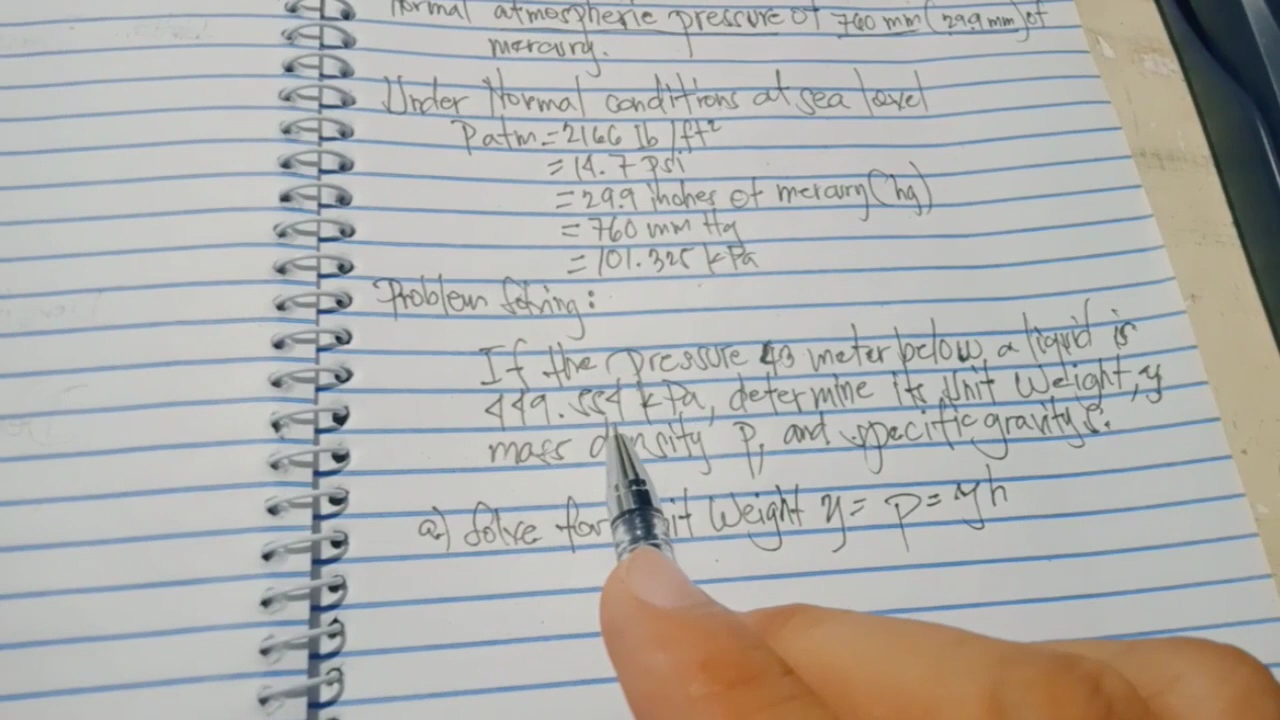 Normal atmospheric pressure of 760 mm (29.9 mm) of
mercury.
Under Normal conditions at sea level
Patm = 2166 lb/ft²
= 14.7 psi
= 29.9 inches of mercury (hg)
= 760 mm Hg
= 101.325 kPa
Problem Solving:
If the pressure 43 meter below a liquid is
449.554 kPa, determine its Unit Weight, y
mass density p, and specific gravity s.
a) Solve for Weight y = p = yh